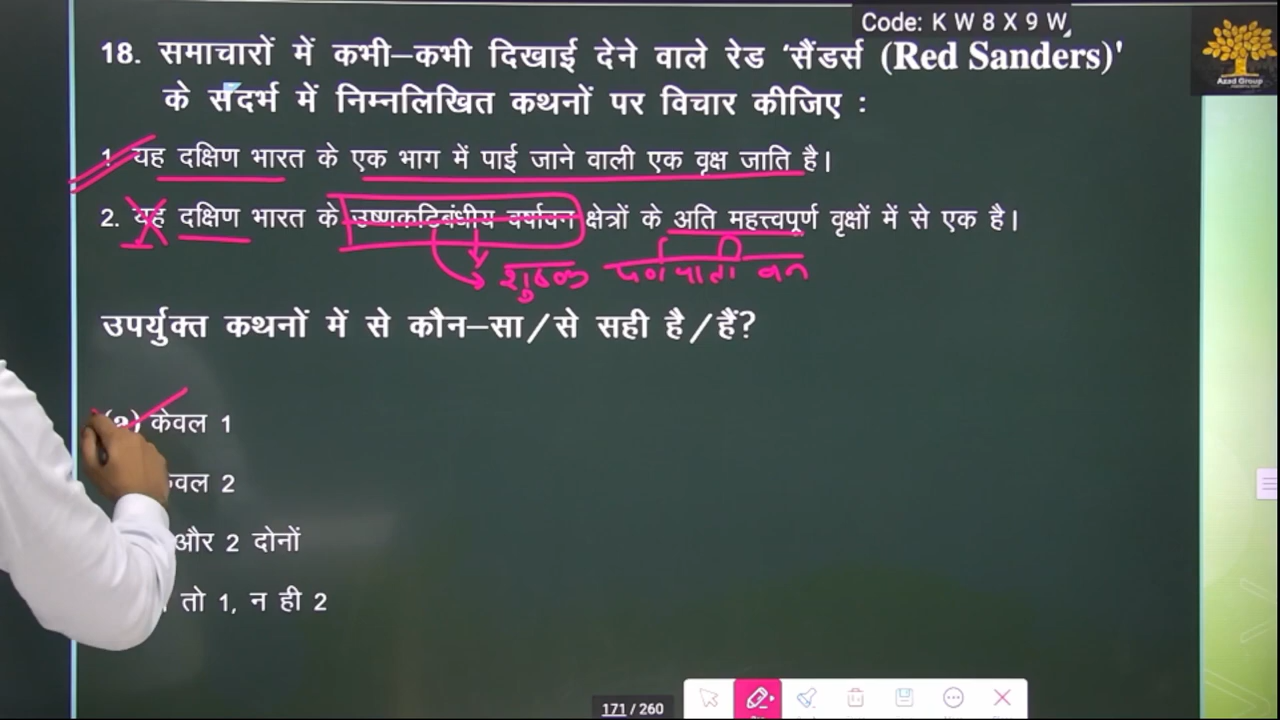 Code: K W 8 X 9 W
18. समाचारों में कभी–कभी दिखाई देने वाले रेड 'सैंडर्स (Red Sanders)'
के संदर्भ में निम्नलिखित कथनों पर विचार कीजिए :
1. यह दक्षिण भारत के एक भाग में पाई जाने वाली एक वृक्ष जाति है।
2. यह दक्षिण भारत के उष्णकटिबंधीय वर्षावन क्षेत्रों के अति महत्त्वपूर्ण वृक्षों में से एक है।
शुष्क पर्णपाती वन
उपर्युक्त कथनों में से कौन–सा/से सही है/हैं?
(a) केवल 1
केवल 2
और 2 दोनों
तो 1, न ही 2
171 / 260
Azad Group